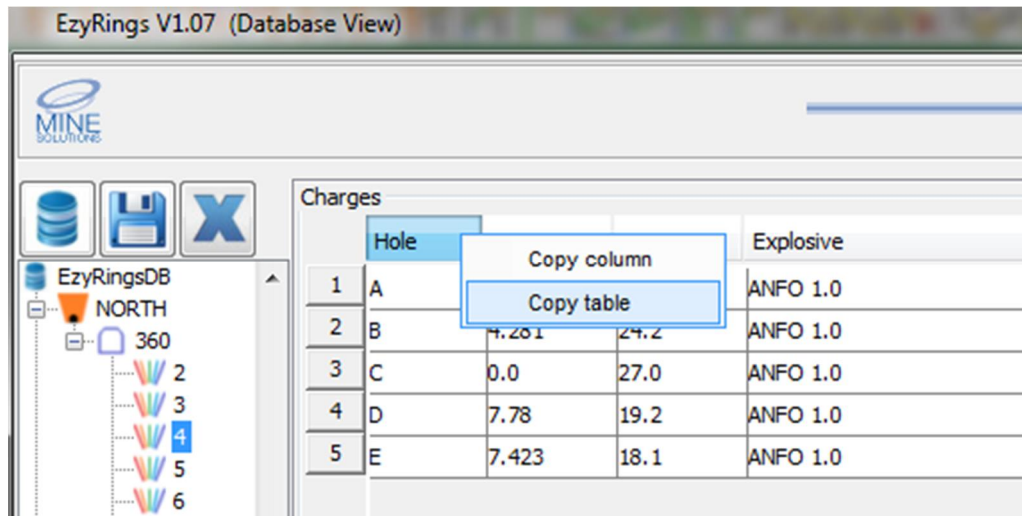 EzyRings V1.07 (Database View)
MINE
SOLUTIONS
Charges
Hole Explosive
Copy column
Copy table
EzyRingsDB
NORTH
360
2
3
4
5
6
1 A ANFO 1.0
2 B 4.281 24.2 ANFO 1.0
3 C 0.0 27.0 ANFO 1.0
4 D 7.78 19.2 ANFO 1.0
5 E 7.423 18.1 ANFO 1.0